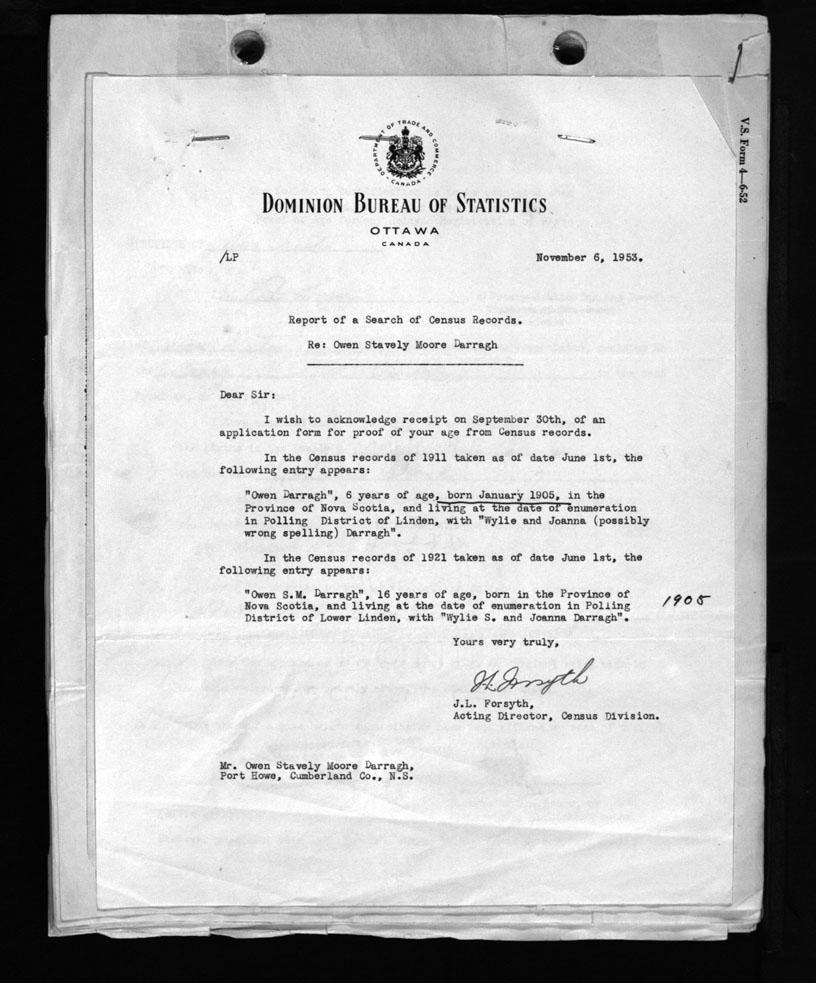 V.S. Form 4—6-52
DEPARTMENT OF TRADE AND COMMERCE
CANADA
DOMINION BUREAU OF STATISTICS
OTTAWA
CANADA
/LP November 6, 1953.
Report of a Search of Census Records.
Re: Owen Stavely Moore Darragh
Dear Sir:
I wish to acknowledge receipt on September 30th, of an
application form for proof of your age from Census records.
In the Census records of 1911 taken as of date June 1st, the
following entry appears:
"Owen Darragh", 6 years of age, born January 1905, in the
Province of Nova Scotia, and living at the date of enumeration
in Polling District of Linden, with "Wylie and Joanna (possibly
wrong spelling) Darragh".
In the Census records of 1921 taken as of date June 1st, the
following entry appears:
"Owen S.M. Darragh", 16 years of age, born in the Province of
Nova Scotia, and living at the date of enumeration in Polling
District of Lower Linden, with "Wylie S. and Joanna Darragh".
1905
Yours very truly,
J.L. Forsyth
J.L. Forsyth,
Acting Director, Census Division.
Mr. Owen Stavely Moore Darragh,
Port Howe, Cumberland Co., N.S.